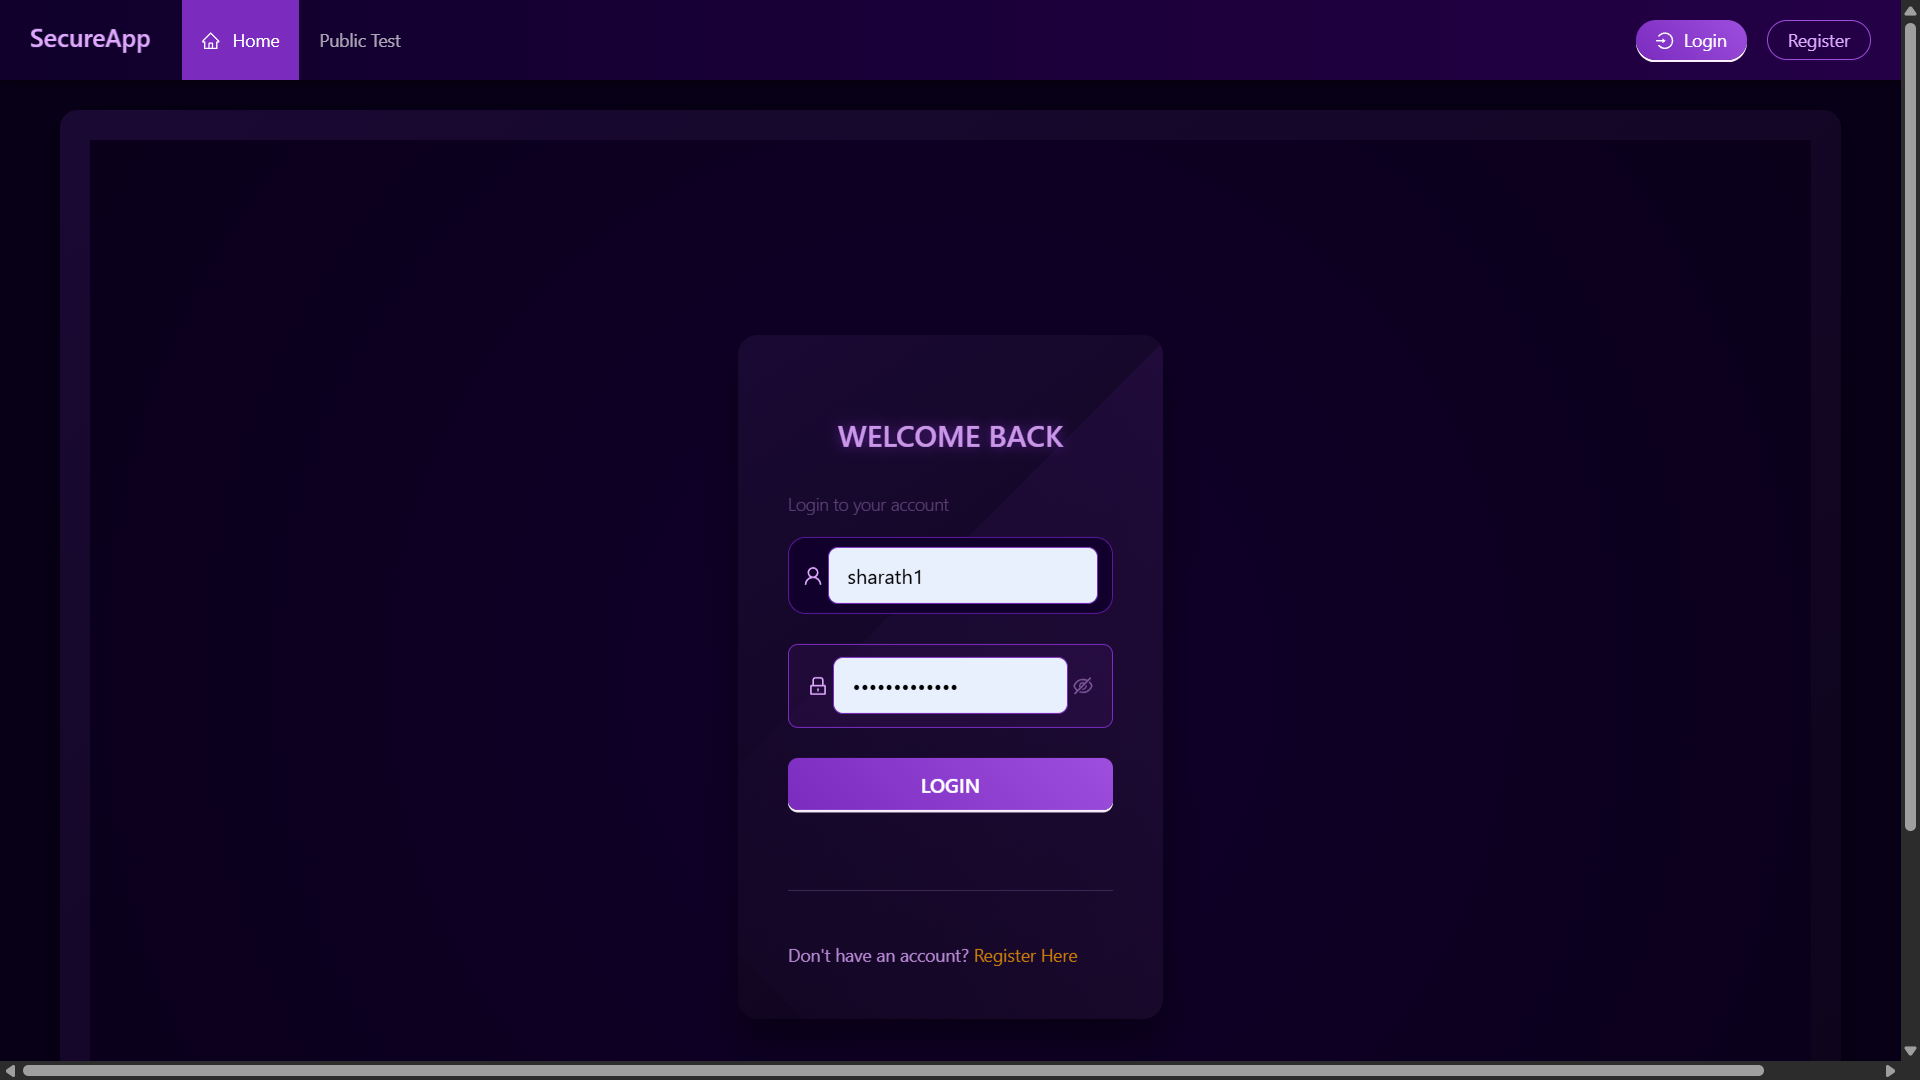 SecureApp
Home
Public Test
Login
Register
WELCOME BACK
Login to your account
sharath1
•••••••••••••
LOGIN
Don't have an account? Register Here